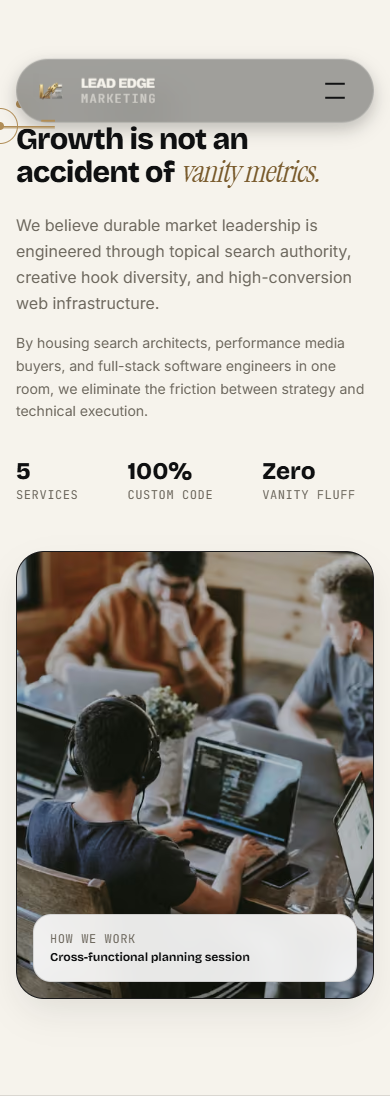 LEAD EDGE
MARKETING
Growth is not an
accident of vanity metrics.
We believe durable market leadership is
engineered through topical search authority,
creative hook diversity, and high-conversion
web infrastructure.
By housing search architects, performance media
buyers, and full-stack software engineers in one
room, we eliminate the friction between strategy and
technical execution.
5 100% Zero
SERVICES CUSTOM CODE VANITY FLUFF
HOW WE WORK
Cross-functional planning session